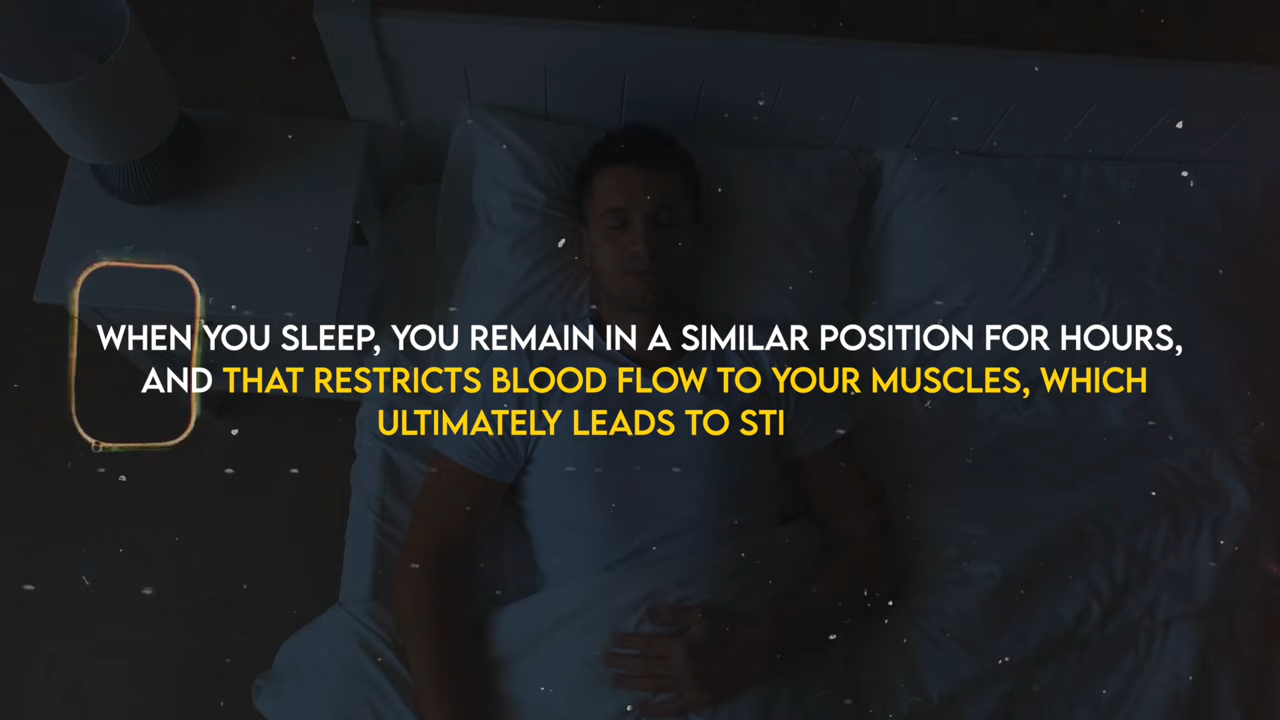 WHEN YOU SLEEP, YOU REMAIN IN A SIMILAR POSITION FOR HOURS,
AND THAT RESTRICTS BLOOD FLOW TO YOUR MUSCLES, WHICH
ULTIMATELY LEADS TO STI